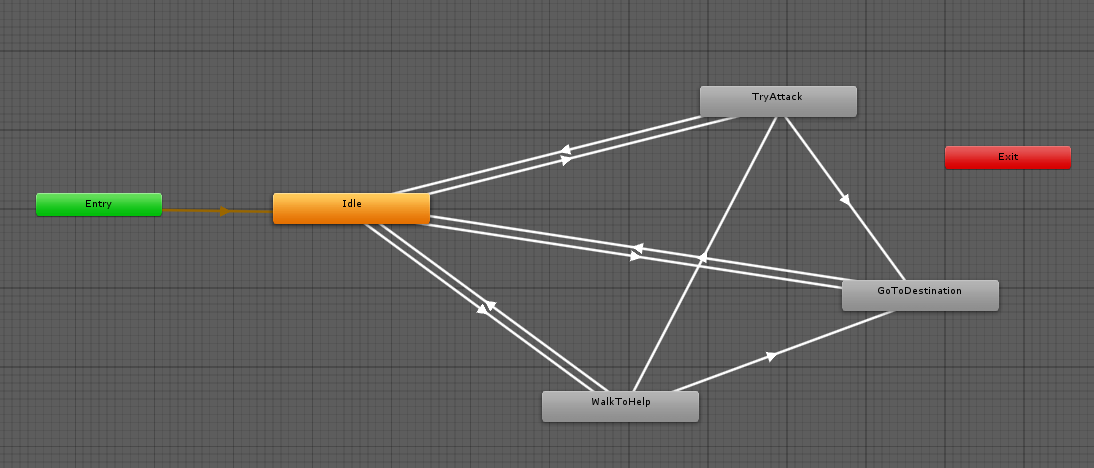 TryAttack
Exit
Entry
Idle
GoToDestination
WalkToHelp